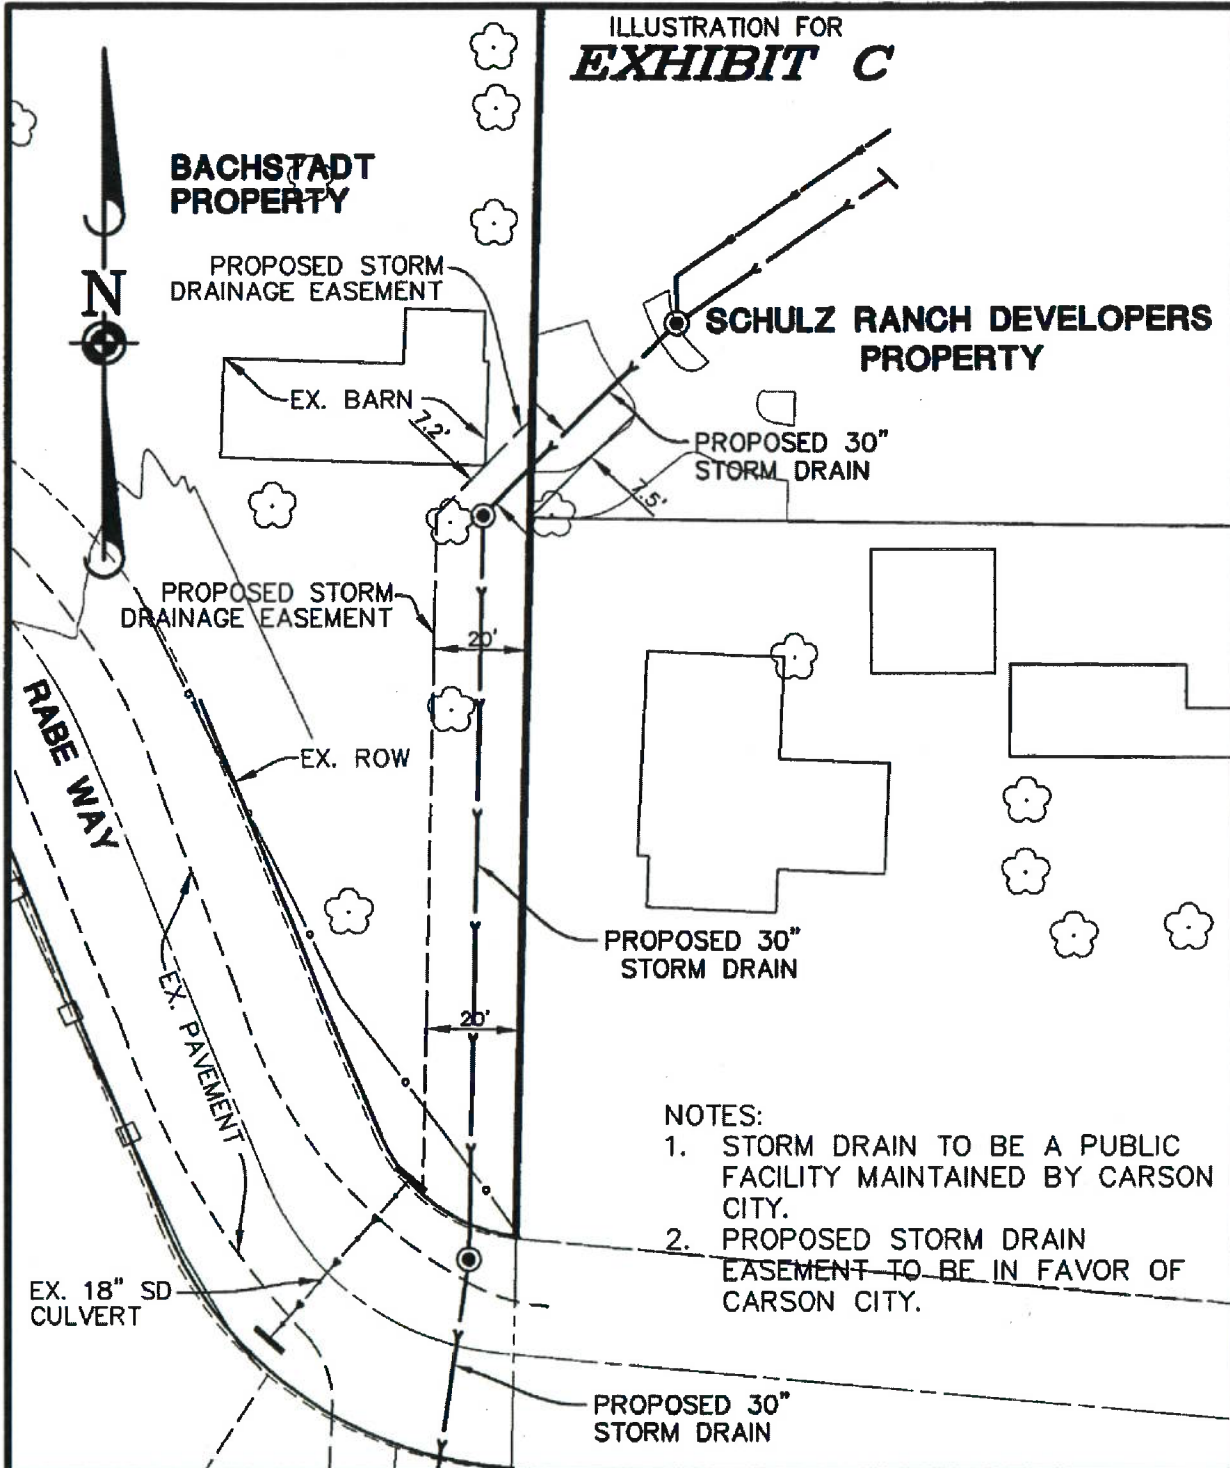 ILLUSTRATION FOR
EXHIBIT C
BACHSTADT
PROPERTY
PROPOSED STORM
DRAINAGE EASEMENT
N
SCHULZ RANCH DEVELOPERS
PROPERTY
EX. BARN
7.2'
PROPOSED 30"
STORM DRAIN
7.5'
PROPOSED STORM
DRAINAGE EASEMENT
20'
RABE WAY
EX. ROW
PROPOSED 30"
STORM DRAIN
EX. PAVEMENT
20'
NOTES:
1. STORM DRAIN TO BE A PUBLIC
FACILITY MAINTAINED BY CARSON
CITY.
2. PROPOSED STORM DRAIN
EASEMENT TO BE IN FAVOR OF
CARSON CITY.
EX. 18" SD
CULVERT
PROPOSED 30"
STORM DRAIN